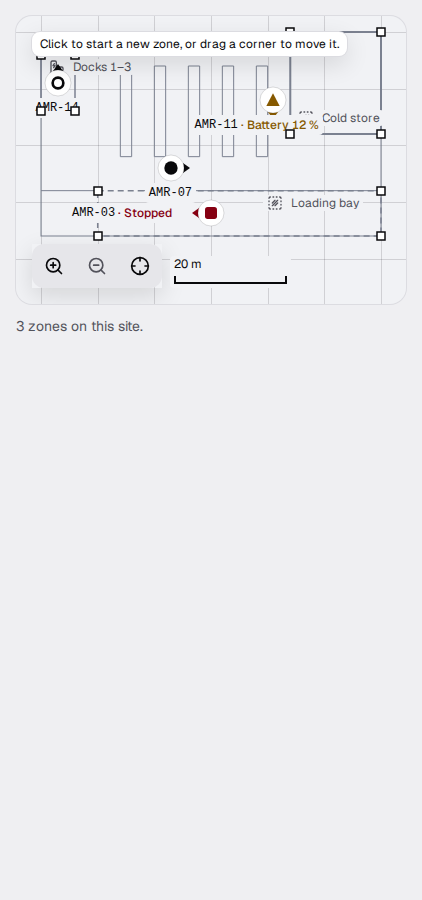 Click to start a new zone, or drag a corner to move it.
Docks 1–3
AMR-14
AMR-11 · Battery 12 %
Cold store
AMR-07
Loading bay
AMR-03 · Stopped
20 m
3 zones on this site.